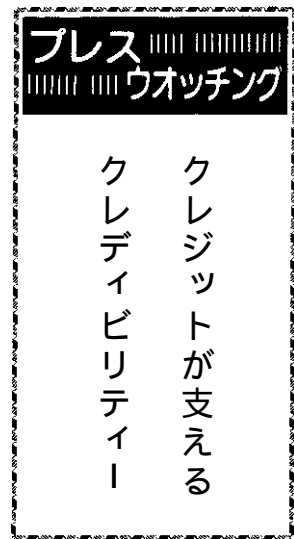 プレス
ウオッチング
クレジットが支える
クレディビリティー